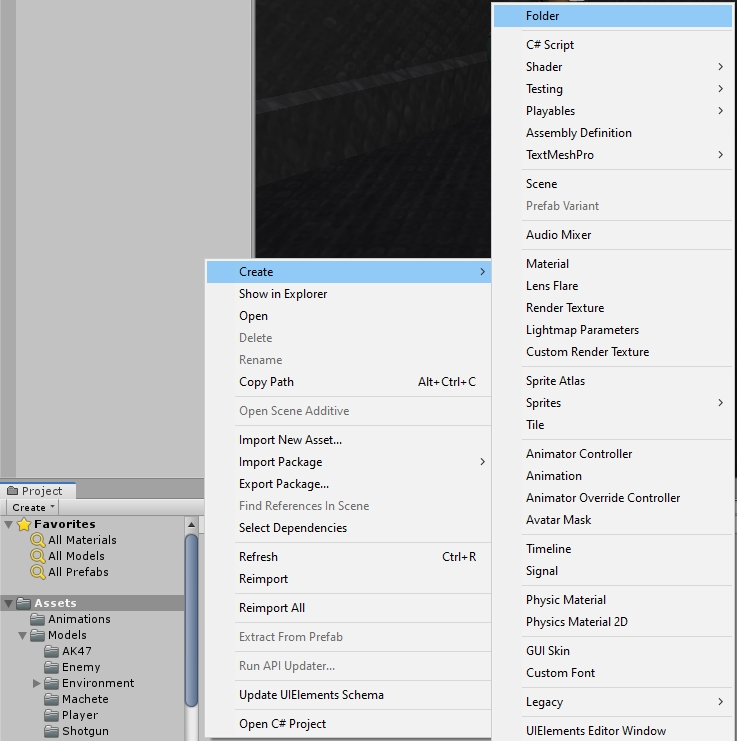 Folder
C# Script
Shader
Testing
Playables
Assembly Definition
TextMeshPro
Scene
Prefab Variant
Audio Mixer
Material
Lens Flare
Render Texture
Lightmap Parameters
Custom Render Texture
Sprite Atlas
Sprites
Tile
Animator Controller
Animation
Animator Override Controller
Avatar Mask
Timeline
Signal
Physic Material
Physics Material 2D
GUI Skin
Custom Font
Legacy
UIElements Editor Window
Create
Show in Explorer
Open
Delete
Rename
Copy Path Alt+Ctrl+C
Open Scene Additive
Import New Asset...
Import Package
Export Package...
Find References In Scene
Select Dependencies
Refresh Ctrl+R
Reimport
Reimport All
Extract From Prefab
Run API Updater...
Update UIElements Schema
Open C# Project
Project
Create
Favorites
All Materials
All Models
All Prefabs
Assets
Animations
Models
AK47
Enemy
Environment
Machete
Player
Shotgun